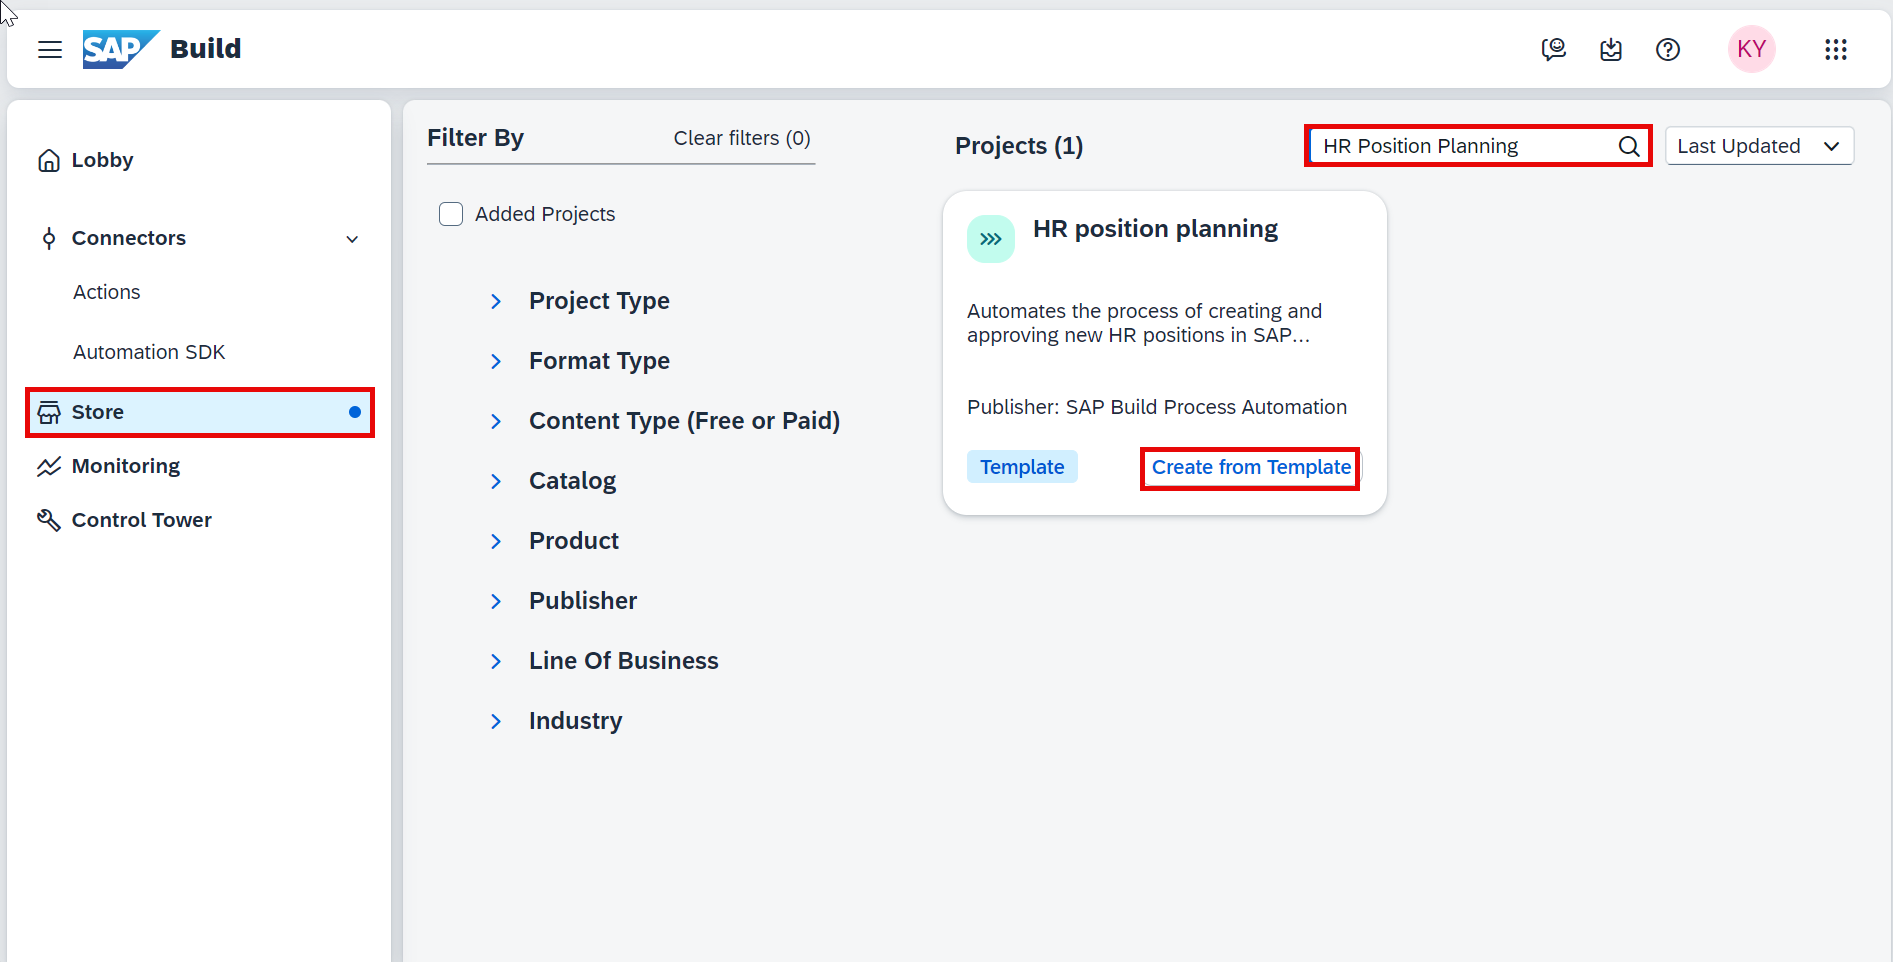 SAP Build
KY
Lobby
Connectors
Actions
Automation SDK
Store
Monitoring
Control Tower
Filter By
Clear filters (0)
Added Projects
Project Type
Format Type
Content Type (Free or Paid)
Catalog
Product
Publisher
Line Of Business
Industry
Projects (1)
HR Position Planning
Last Updated
HR position planning
Automates the process of creating and
approving new HR positions in SAP...
Publisher: SAP Build Process Automation
Template
Create from Template